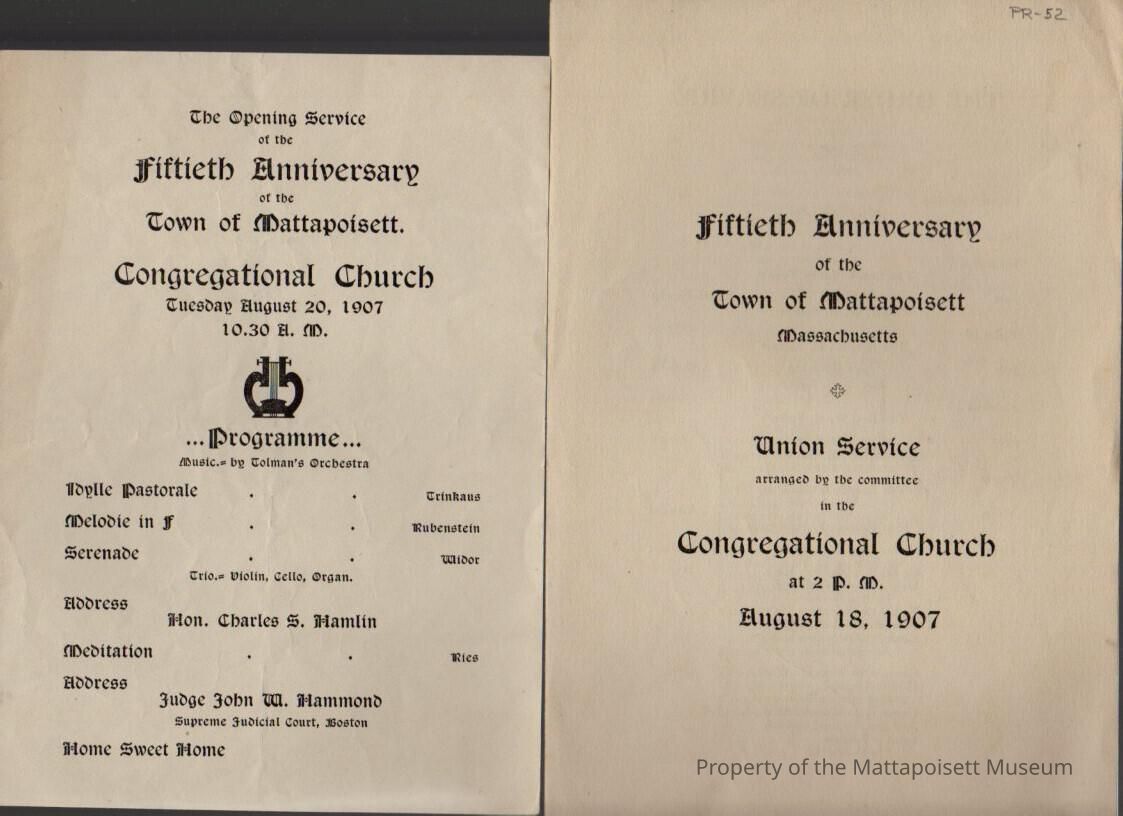 The Opening Service
of the
Fiftieth Anniversary
of the
Town of Mattapoisett.
Congregational Church
Tuesday August 20, 1907
10.30 A. M.
...Programme...
Music.= by Tolman's Orchestra
Idylle Pastorale . . Trinkaus
Melodie in F . . Rubenstein
Serenade . . Widor
Trio.= Violin, Cello, Organ.
Address
Hon. Charles S. Hamlin
Meditation . . Ries
Address
Judge John W. Hammond
Supreme Judicial Court, Boston
Home Sweet Home
PR-52
Fiftieth Anniversary
of the
Town of Mattapoisett
Massachusetts
Union Service
arranged by the committee
in the
Congregational Church
at 2 P. M.
August 18, 1907
Property of the Mattapoisett Museum